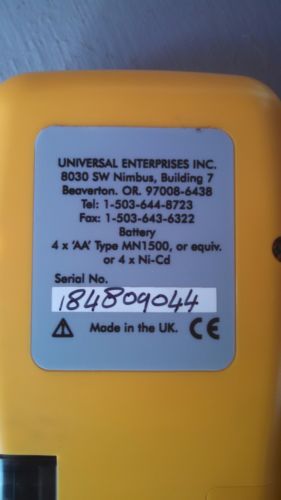 UNIVERSAL ENTERPRISES INC.
8030 SW Nimbus, Building 7
Beaverton. OR. 97008-6438
Tel: 1-503-644-8723
Fax: 1-503-643-6322
Battery
4 x 'AA' Type MN1500, or equiv.
or 4 x Ni-Cd
Serial No.
184809044
Made in the UK. CE